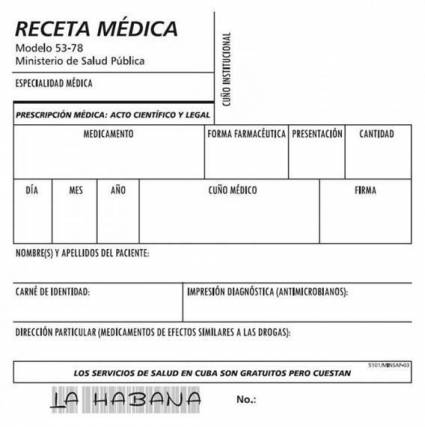 RECETA MÉDICA
Modelo 53-78
Ministerio de Salud Pública
CUÑO INSTITUCIONAL
ESPECIALIDAD MÉDICA
PRESCRIPCIÓN MÉDICA: ACTO CIENTÍFICO Y LEGAL
MEDICAMENTO FORMA FARMACÉUTICA PRESENTACIÓN CANTIDAD
DÍA MES AÑO CUÑO MÉDICO FIRMA
NOMBRE(S) Y APELLIDOS DEL PACIENTE:
CARNÉ DE IDENTIDAD: IMPRESIÓN DIAGNÓSTICA (ANTIMICROBIANOS):
DIRECCIÓN PARTICULAR (MEDICAMENTOS DE EFECTOS SIMILARES A LAS DROGAS):
LOS SERVICIOS DE SALUD EN CUBA SON GRATUITOS PERO CUESTAN
LA HABANA No.: